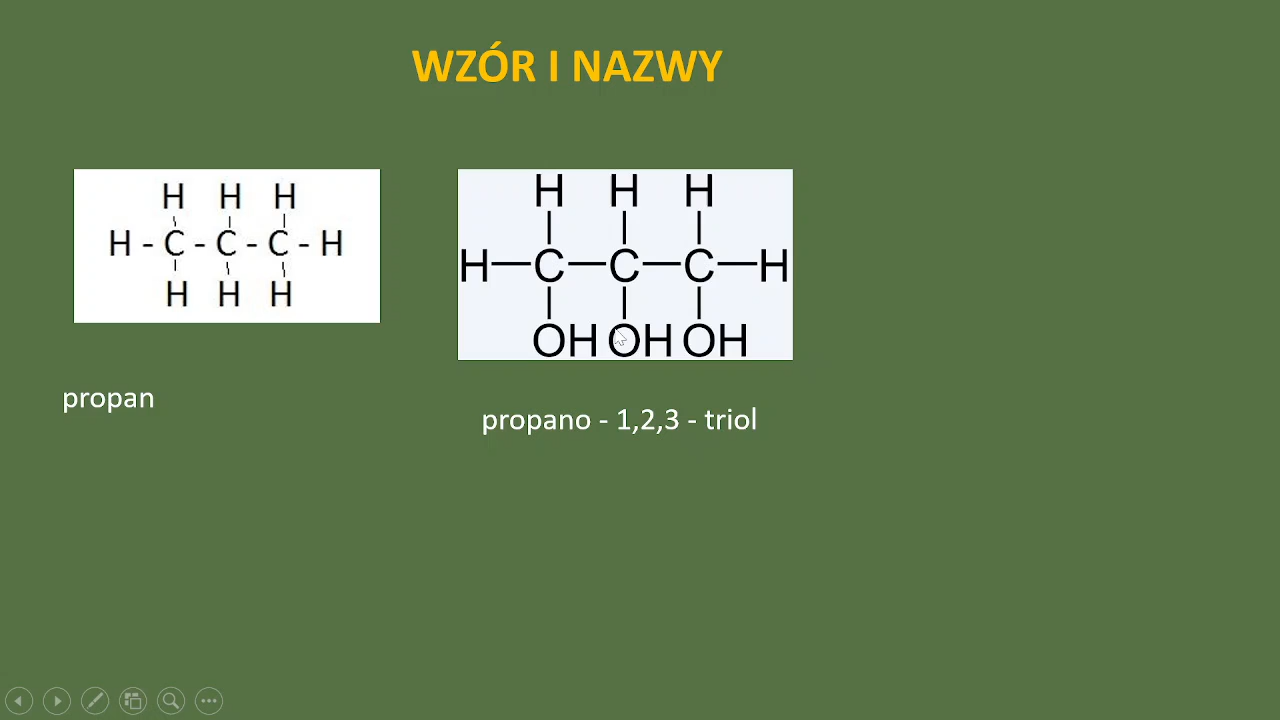 WZÓR I NAZWY
H H H
H - C - C - C - H
H H H
propan
H H H
H—C—C—C—H
OH OH OH
propano - 1,2,3 - triol